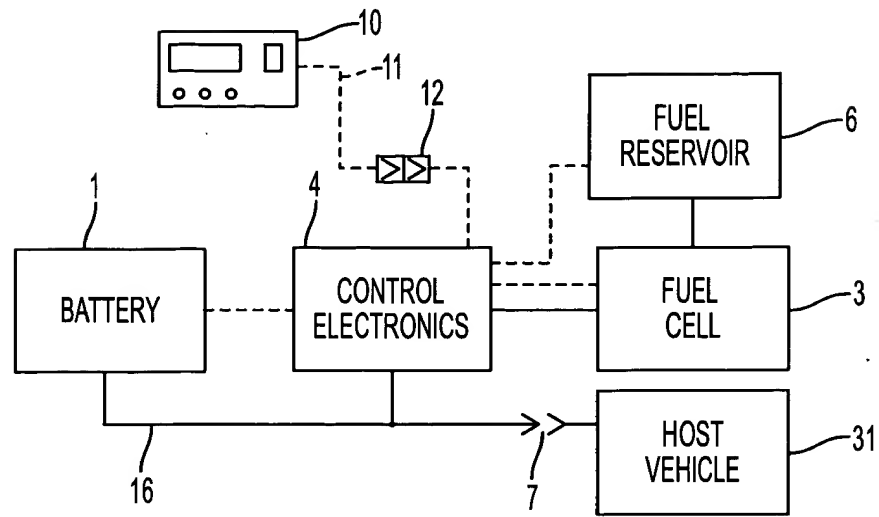 10
11
12
FUEL
RESERVOIR
6
1
4
BATTERY
CONTROL
ELECTRONICS
FUEL
CELL
3
16
7
HOST
VEHICLE
31